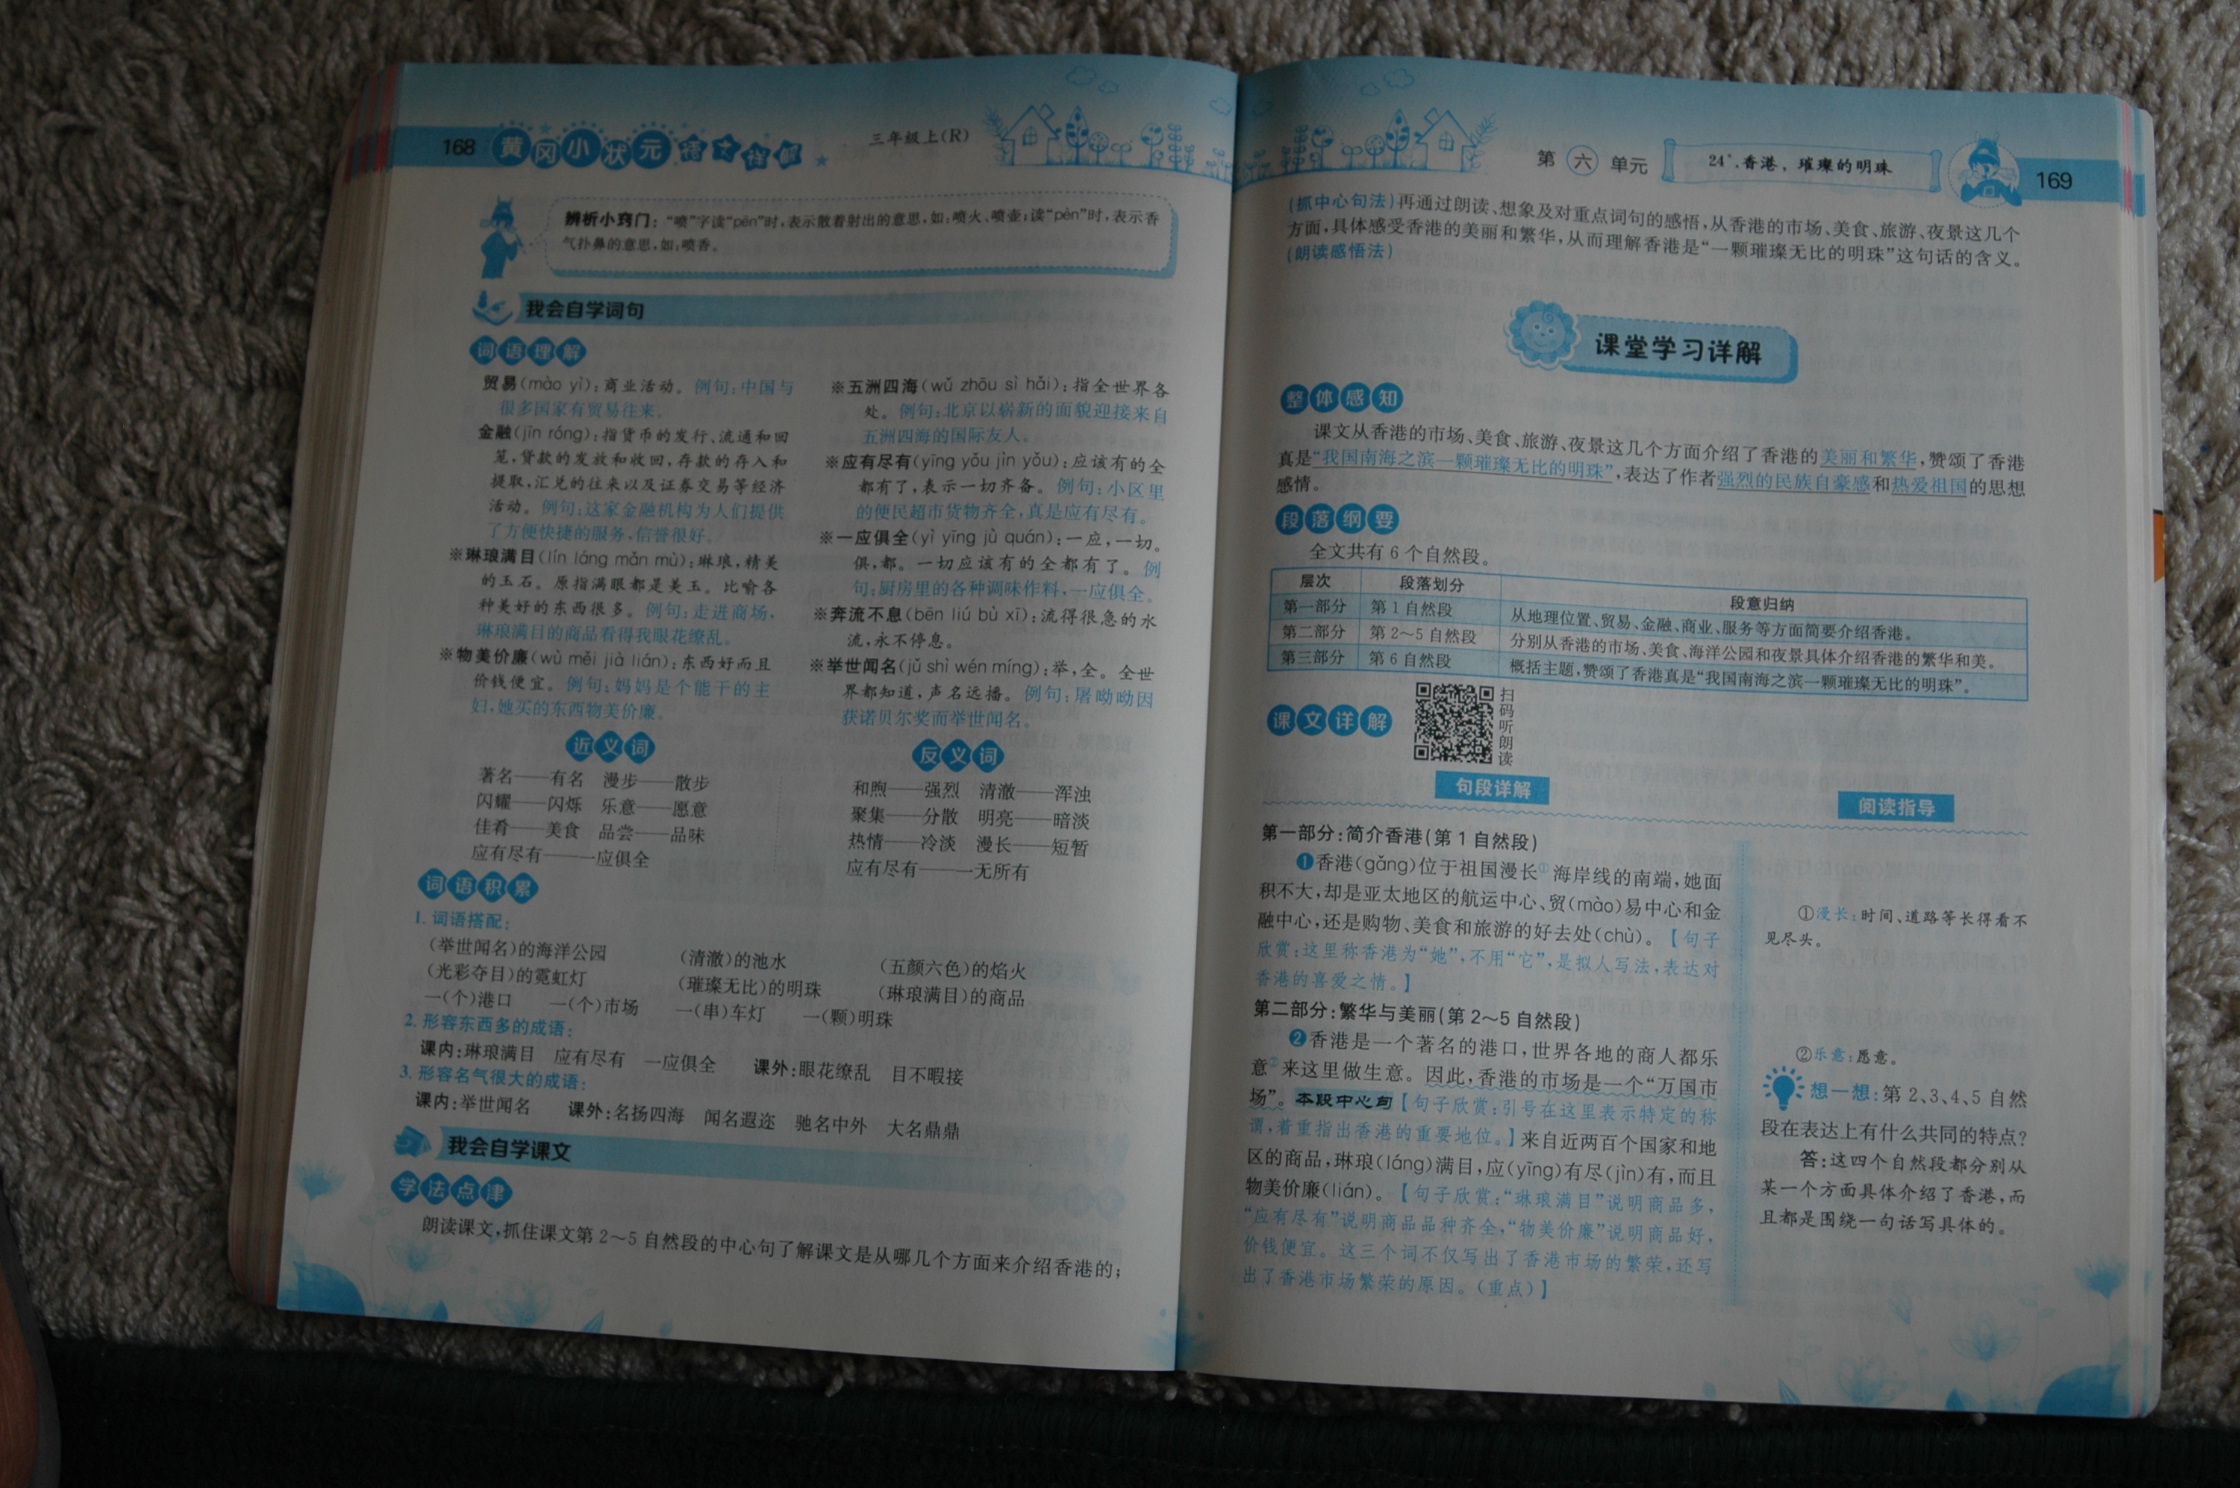 168 黄冈小状元 语文详解 三年级上(R)
辨析小窍门：“喷”字读“pēn”时，表示散着射出的意思，如：喷火、喷壶；读“pèn”时，表示香
气扑鼻的意思，如：喷香。
我会自学词句
词语理解
贸易(mào yì)：商业活动。例句：中国与
很多国家有贸易往来。
金融(jīn róng)：指货币的发行、流通和回
笼，贷款的发放和收回，存款的存入和
提取，汇兑的往来以及证券交易等经济
活动。例句：这家金融机构为人们提供
了方便快捷的服务，信誉很好。
※琳琅满目(lín láng mǎn mù)：琳琅，精美
的玉石。原指满眼都是美玉。比喻各
种美好的东西很多。例句：走进商场，
琳琅满目的商品看得我眼花缭乱。
※物美价廉(wù měi jià lián)：东西好而且
价钱便宜。例句：妈妈是个能干的主
妇，她买的东西物美价廉。
※五洲四海(wǔ zhōu sì hǎi)：指全世界各
处。例句：北京以崭新的面貌迎接来自
五洲四海的国际友人。
※应有尽有(yīng yǒu jìn yǒu)：应该有的全
都有了，表示一切齐备。例句：小区里
的便民超市货物齐全，真是应有尽有。
※一应俱全(yì yīng jù quán)：一应，一切。
俱，都。一切应该有的全都有了。例
句：厨房里的各种调味作料，一应俱全。
※奔流不息(bēn liú bù xī)：流得很急的水
流，永不停息。
※举世闻名(jǔ shì wén míng)：举，全。全世
界都知道，声名远播。例句：屠呦呦因
获诺贝尔奖而举世闻名。
近义词
著名——有名 漫步——散步
闪耀——闪烁 乐意——愿意
佳肴——美食 品尝——品味
应有尽有——一应俱全
反义词
和煦——强烈 清澈——浑浊
聚集——分散 明亮——暗淡
热情——冷淡 漫长——短暂
应有尽有——一无所有
词语积累
1. 词语搭配：
(举世闻名)的海洋公园 (清澈)的池水 (五颜六色)的焰火
(光彩夺目)的霓虹灯 (璀璨无比)的明珠 (琳琅满目)的商品
一(个)港口 一(个)市场 一(串)车灯 一(颗)明珠
2. 形容东西多的成语：
课内：琳琅满目 应有尽有 一应俱全 课外：眼花缭乱 目不暇接
3. 形容名气很大的成语：
课内：举世闻名 课外：名扬四海 闻名遐迩 驰名中外 大名鼎鼎
我会自学课文
学法点津
朗读课文，抓住课文第2～5自然段的中心句了解课文是从哪几个方面来介绍香港的；
第六单元 24*.香港，璀璨的明珠 169
(抓中心句法)再通过朗读、想象及对重点词句的感悟，从香港的市场、美食、旅游、夜景这几个
方面，具体感受香港的美丽和繁华，从而理解香港是“一颗璀璨无比的明珠”这句话的含义。
(朗读感悟法)
课堂学习详解
整体感知
课文从香港的市场、美食、旅游、夜景这几个方面介绍了香港的美丽和繁华，赞颂了香港
真是“我国南海之滨一颗璀璨无比的明珠”，表达了作者强烈的民族自豪感和热爱祖国的思想
感情。
段落纲要
全文共有6个自然段。
层次 段落划分 段意归纳
第一部分 第1自然段 从地理位置、贸易、金融、商业、服务等方面简要介绍香港。
第二部分 第2～5自然段 分别从香港的市场、美食、海洋公园和夜景具体介绍香港的繁华和美。
第三部分 第6自然段 概括主题，赞颂了香港真是“我国南海之滨一颗璀璨无比的明珠”。
课文详解
扫码听朗读
句段详解
第一部分：简介香港(第1自然段)
❶香港(gǎng)位于祖国漫长①海岸线的南端，她面
积不大，却是亚太地区的航运中心、贸(mào)易中心和金
融中心，还是购物、美食和旅游的好去处(chù)。【句子
欣赏：这里称香港为“她”，不用“它”，是拟人写法，表达对
香港的喜爱之情。】
第二部分：繁华与美丽(第2～5自然段)
❷香港是一个著名的港口，世界各地的商人都乐
意②来这里做生意。因此，香港的市场是一个“万国市
场”。本段中心句【句子欣赏：引号在这里表示特定的称
谓，着重指出香港的重要地位。】来自近两百个国家和地
区的商品，琳琅(láng)满目，应(yīng)有尽(jìn)有，而且
物美价廉(lián)。【句子欣赏：“琳琅满目”说明商品多，
“应有尽有”说明商品品种齐全，“物美价廉”说明商品好，
价钱便宜。这三个词不仅写出了香港市场的繁荣，还写
出了香港市场繁荣的原因。(重点)】
阅读指导
①漫长：时间、道路等长得看不
见尽头。
②乐意：愿意。
想一想：第2、3、4、5自然
段在表达上有什么共同的特点？
答：这四个自然段都分别从
某一个方面具体介绍了香港，而
且都是围绕一句话写具体的。